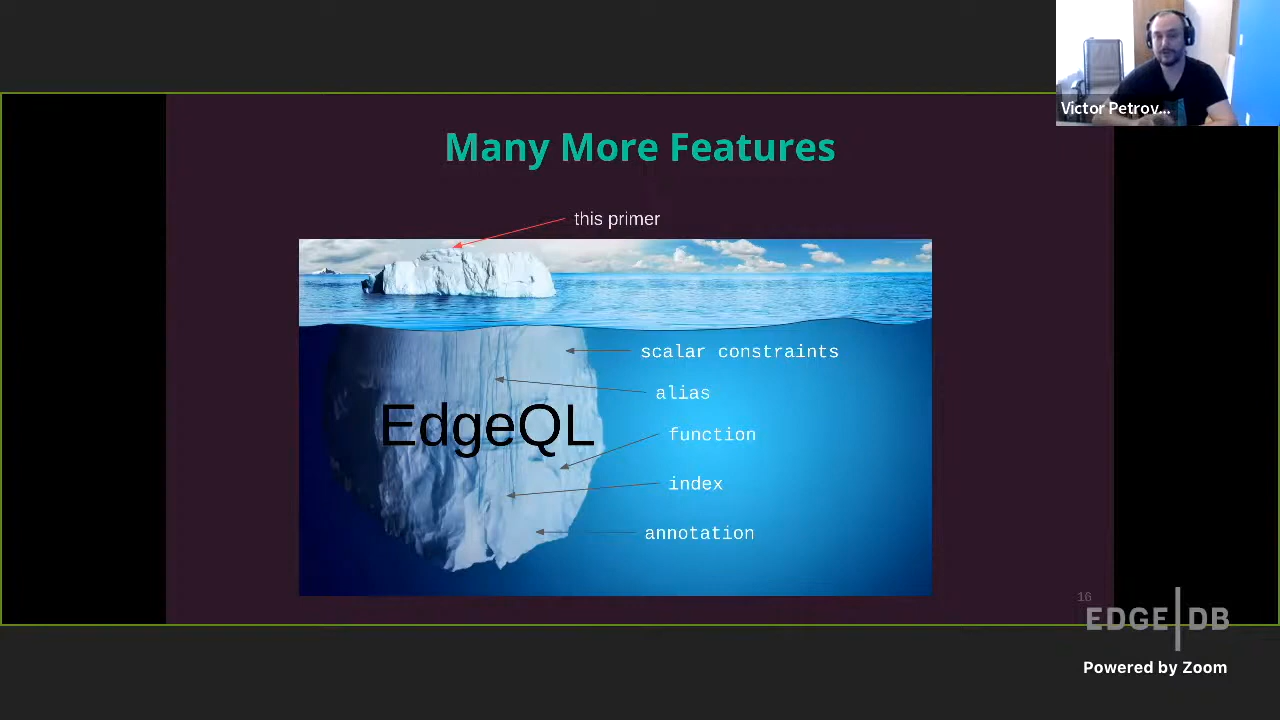 Victor Petrov...
Many More Features
this primer
scalar constraints
alias
EdgeQL
function
index
annotation
16
EDGE|DB
Powered by Zoom